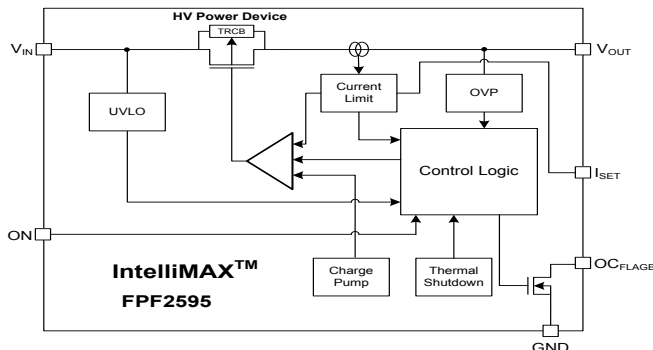 HV Power Device
TRCB
VIN
VOUT
UVLO
Current
Limit
OVP
Control Logic
ISET
ON
IntelliMAX™
FPF2595
Charge
Pump
Thermal
Shutdown
OCFLAGB
GND